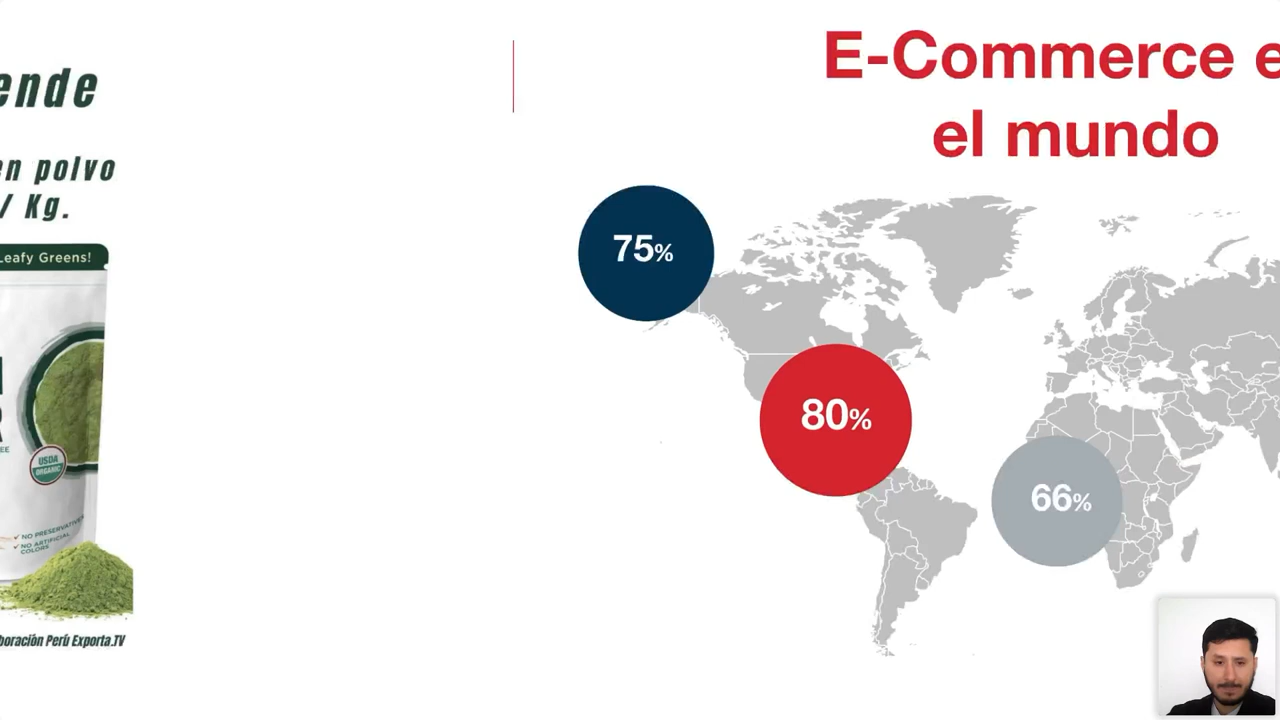 ende
en polvo
/ Kg.
Leafy Greens!
USDA
ORGANIC
✓ NO PRESERVATIVES
✓ NO ARTIFICIAL
COLORS
boración Perú Exporta.TV
E-Commerce e
el mundo
75%
80%
66%